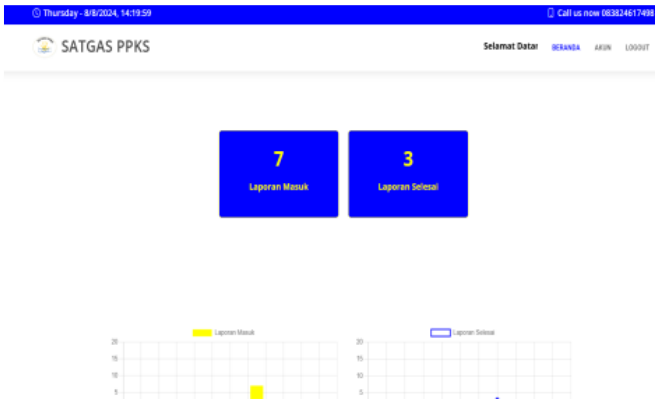 Thursday - 8/8/2024, 14:19:59
Call us now 083824617498
SATGAS PPKS
Selamat Datar
BERANDA
AKUN
LOGOUT
7
Laporan Masuk
3
Laporan Selesai
Laporan Masuk
20
15
10
5
Laporan Selesai
20
15
10
5